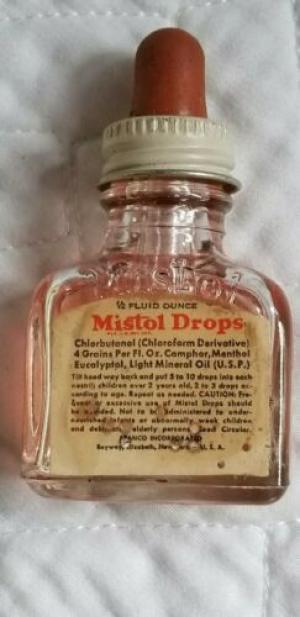 MISTOL
½ FLUID OUNCE
Mistol Drops
Chlorbutanol (Chloroform Derivative)
4 Grains Per Fl. Oz. Camphor, Menthol
Eucalyptol, Light Mineral Oil (U.S.P.)
Tilt head way back and put 5 to 10 drops into each
nostril; children over 2 years old, 2 to 3 drops ac-
cording to age. Repeat as needed. CAUTION: Fre-
quent or excessive use of Mistol Drops should
be avoided. Not to be administered to under-
nourished infants or abnormally weak children
and elderly persons. Read Circular.
STANCO INCORPORATED
Bayway, Elizabeth, New U. S. A.